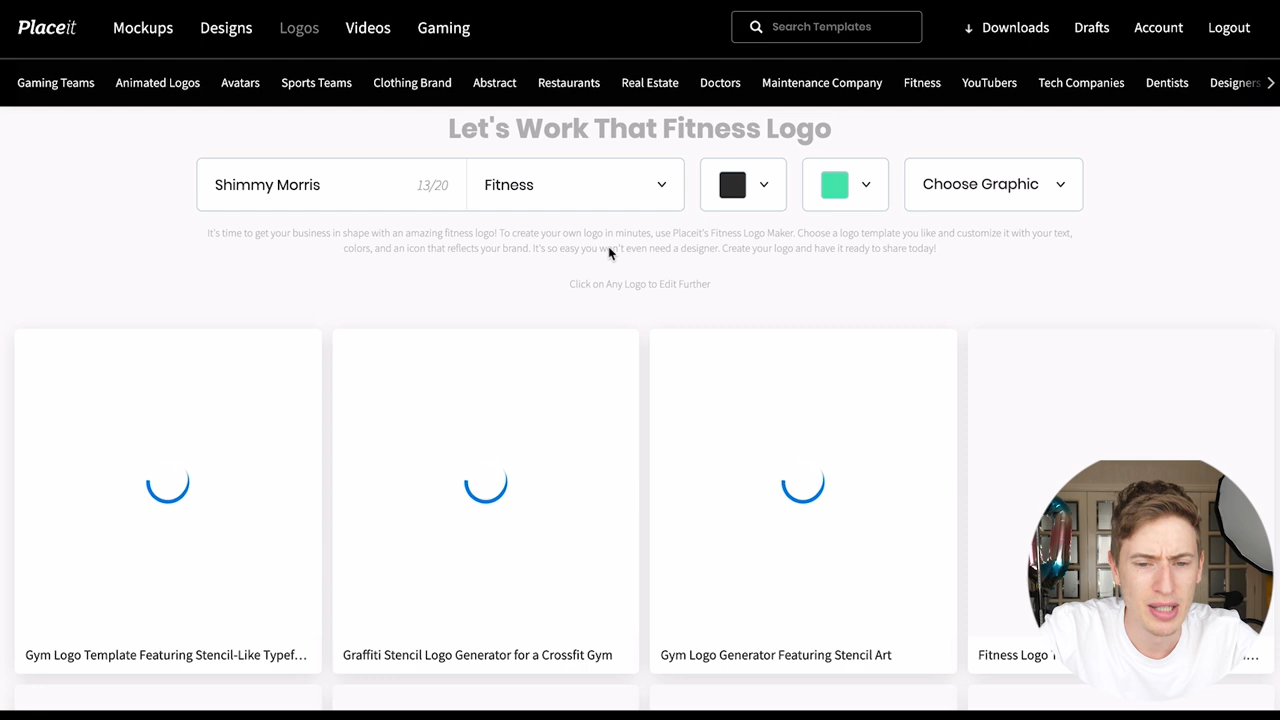 Placeit Mockups Designs Logos Videos Gaming Search Templates Downloads Drafts Account Logout
Gaming Teams Animated Logos Avatars Sports Teams Clothing Brand Abstract Restaurants Real Estate Doctors Maintenance Company Fitness YouTubers Tech Companies Dentists Designers
Let's Work That Fitness Logo
Shimmy Morris 13/20 Fitness Choose Graphic
It's time to get your business in shape with an amazing fitness logo! To create your own logo in minutes, use Placeit's Fitness Logo Maker. Choose a logo template you like and customize it with your text,
colors, and an icon that reflects your brand. It's so easy you won't even need a designer. Create your logo and have it ready to share today!
Click on Any Logo to Edit Further
Gym Logo Template Featuring Stencil-Like Typef... Graffiti Stencil Logo Generator for a Crossfit Gym Gym Logo Generator Featuring Stencil Art Fitness Logo ...